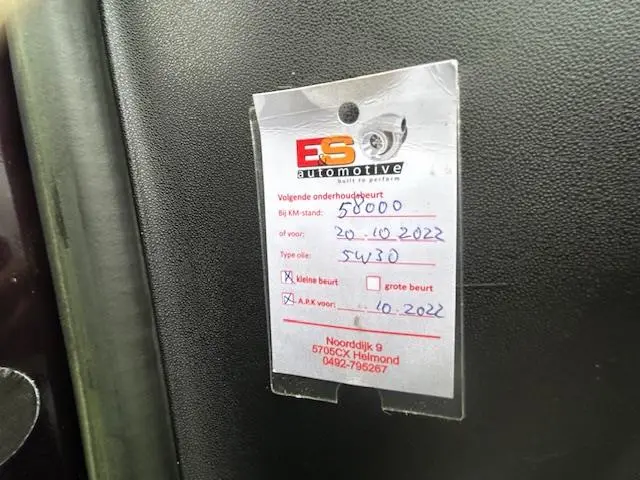 E&S
automotive
built to perform
Volgende onderhoudsbeurt
Bij KM-stand: 58000
of voor: 20.10.2022
Type olie: 5W30
X kleine beurt grote beurt
X A.P.K voor: 10.2022
Noorddijk 9
5705CX Helmond
0492-795267